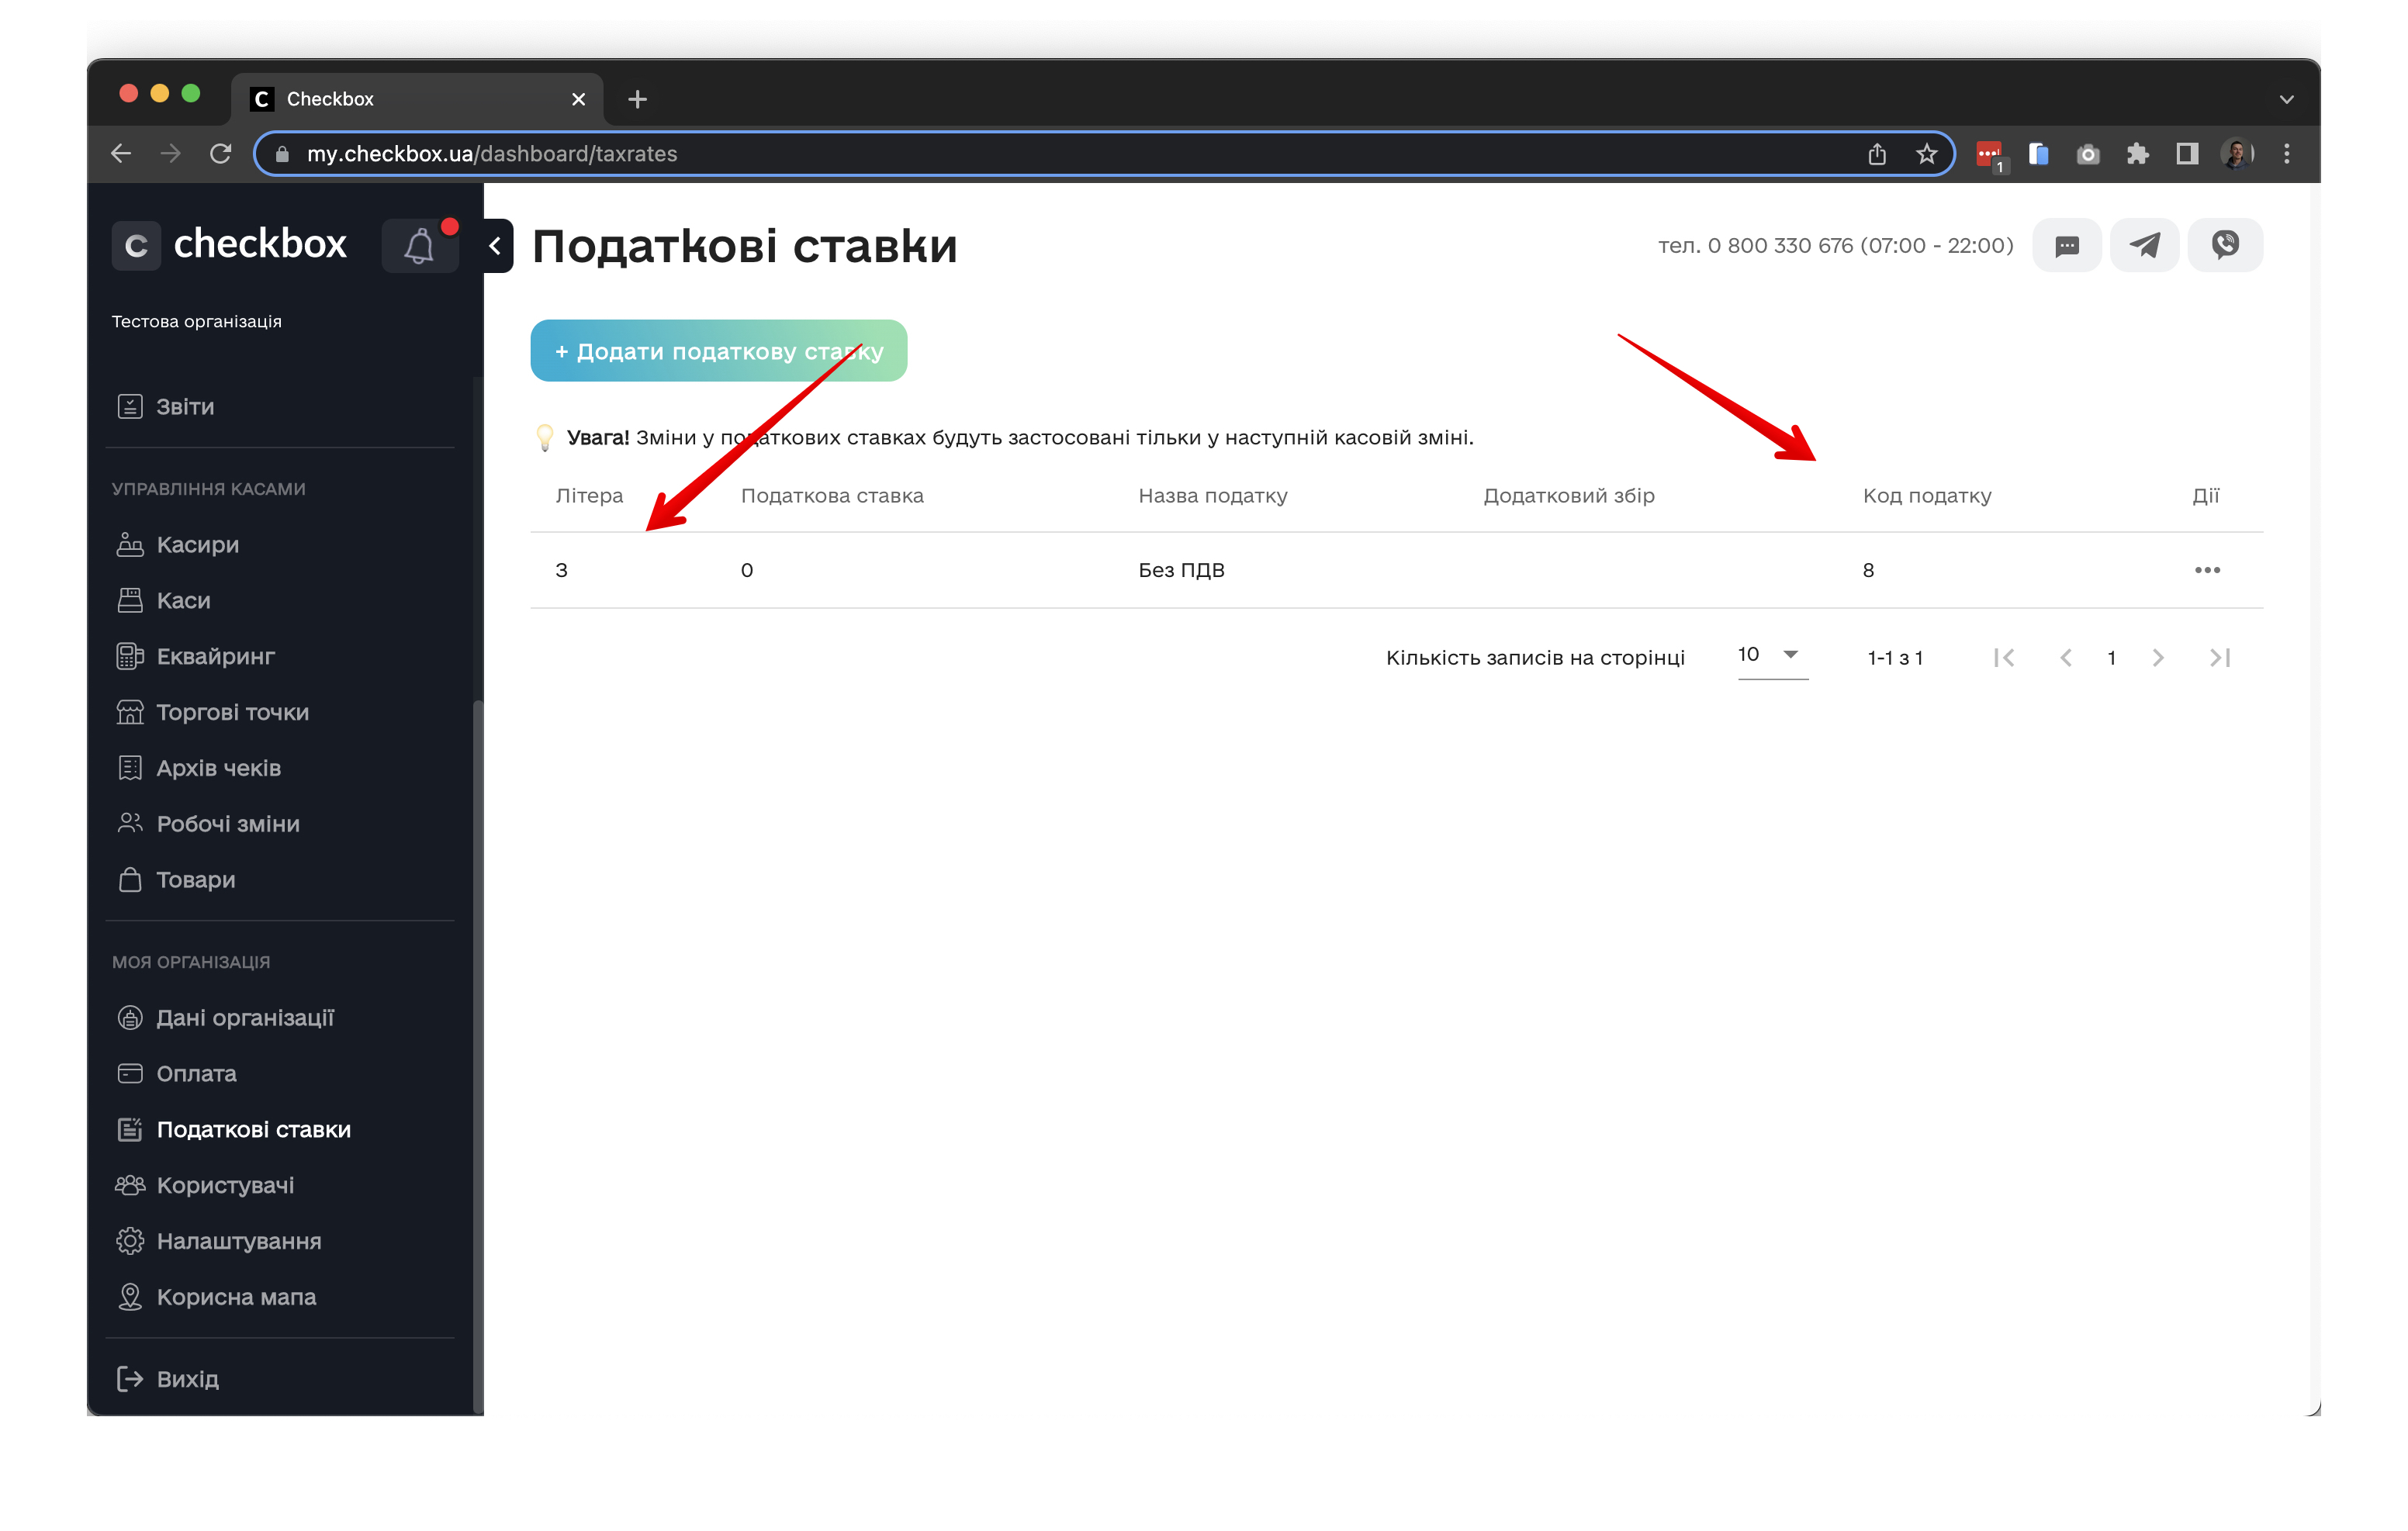 Checkbox
my.checkbox.ua/dashboard/taxrates
1
C checkbox
Тестова організація
Звіти
УПРАВЛІННЯ КАСАМИ
Касири
Каси
Еквайринг
Торгові точки
Архів чеків
Робочі зміни
Товари
МОЯ ОРГАНІЗАЦІЯ
Дані організації
Оплата
Податкові ставки
Користувачі
Налаштування
Корисна мапа
Вихід
Податкові ставки
тел. 0 800 330 676 (07:00 - 22:00)
+ Додати податкову ставку
Увага! Зміни у податкових ставках будуть застосовані тільки у наступній касовій зміні.
Літера Податкова ставка Назва податку Додатковий збір Код податку Дії
З 0 Без ПДВ 8
Кількість записів на сторінці 10 1-1 з 1 1